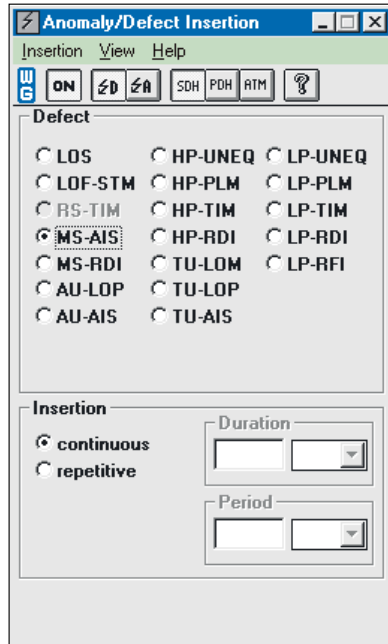 Anomaly/Defect Insertion
Insertion View Help
WG ON D A SDH PDH ATM ?
Defect
LOS HP-UNEQ LP-UNEQ
LOF-STM HP-PLM LP-PLM
RS-TIM HP-TIM LP-TIM
MS-AIS HP-RDI LP-RDI
MS-RDI TU-LOM LP-RFI
AU-LOP TU-LOP
AU-AIS TU-AIS
Insertion
continuous
repetitive
Duration
Period